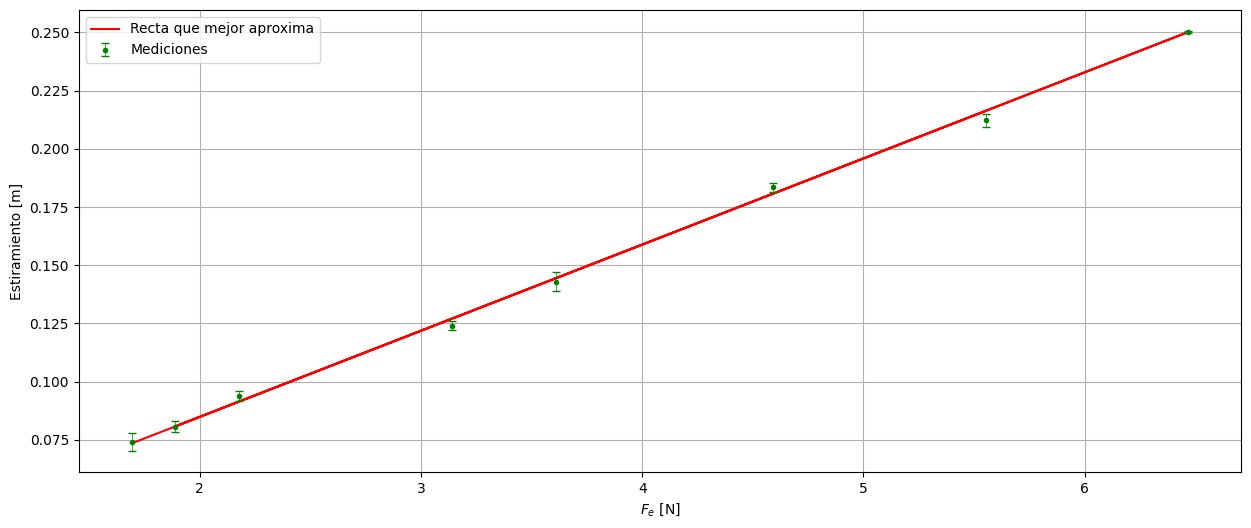 Recta que mejor aproxima
Mediciones
Estiramiento [m]
0.250
0.225
0.200
0.175
0.150
0.125
0.100
0.075
2 3 4 5 6
Fₑ [N]